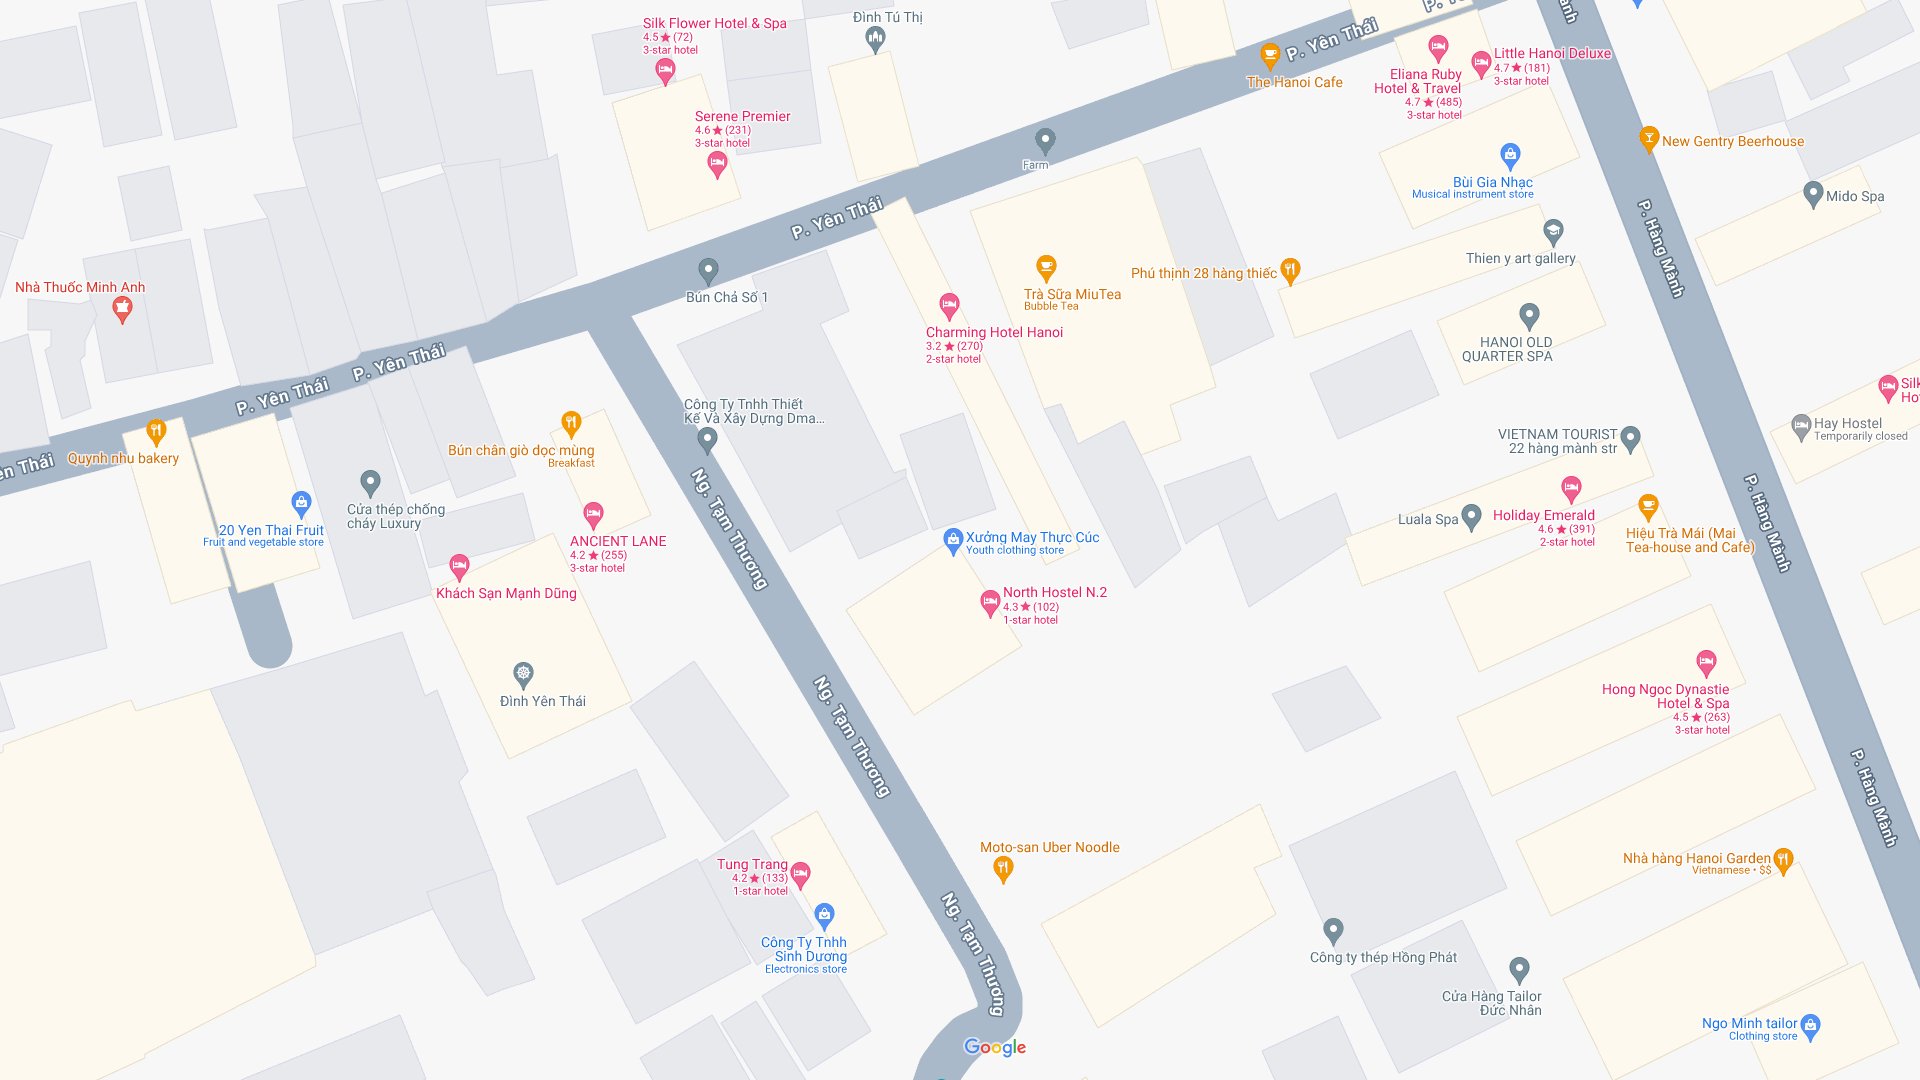 Silk Flower Hotel & Spa
4.5★(72)
3-star hotel
Đình Tú Thị
P. Yên Thái
The Hanoi Cafe
Eliana Ruby
Hotel & Travel
4.7★(485)
3-star hotel
Little Hanoi Deluxe
4.7★(181)
3-star hotel
Serene Premier
4.6★(231)
3-star hotel
Farm
New Gentry Beerhouse
Bùi Gia Nhạc
Musical instrument store
Mido Spa
P. Yên Thái
P. Hàng Mành
Thien y art gallery
Phú thịnh 28 hàng thiếc
Nhà Thuốc Minh Anh
Bún Chả Số 1
Trà Sữa MiuTea
Bubble Tea
Charming Hotel Hanoi
3.2★(270)
2-star hotel
HANOI OLD
QUARTER SPA
P. Yên Thái
P. Yên Thái
Công Ty Tnhh Thiết
Kế Và Xây Dựng Dma...
Hay Hostel
Temporarily closed
VIETNAM TOURIST
22 hàng mành str
Quynh nhu bakery
Bún chân giò dọc mùng
Breakfast
Cửa thép chống
cháy Luxury
20 Yen Thai Fruit
Fruit and vegetable store
ANCIENT LANE
4.2★(255)
3-star hotel
Ng. Tạm Thương
Luala Spa
Holiday Emerald
4.6★(391)
2-star hotel
Hiệu Trà Mái (Mai
Tea-house and Cafe)
P. Hàng Mành
Xưởng May Thực Cúc
Youth clothing store
Khách Sạn Mạnh Dũng
North Hostel N.2
4.3★(102)
1-star hotel
Đình Yên Thái
Ng. Tạm Thương
Hong Ngoc Dynastie
Hotel & Spa
4.5★(263)
3-star hotel
P. Hàng Mành
Moto-san Uber Noodle
Tung Trang
4.2★(133)
1-star hotel
Nhà hàng Hanoi Garden
Vietnamese • $$
Công Ty Tnhh
Sinh Dương
Electronics store
Ng. Tạm Thương
Công ty thép Hồng Phát
Cửa Hàng Tailor
Đức Nhân
Ngo Minh tailor
Clothing store
Google